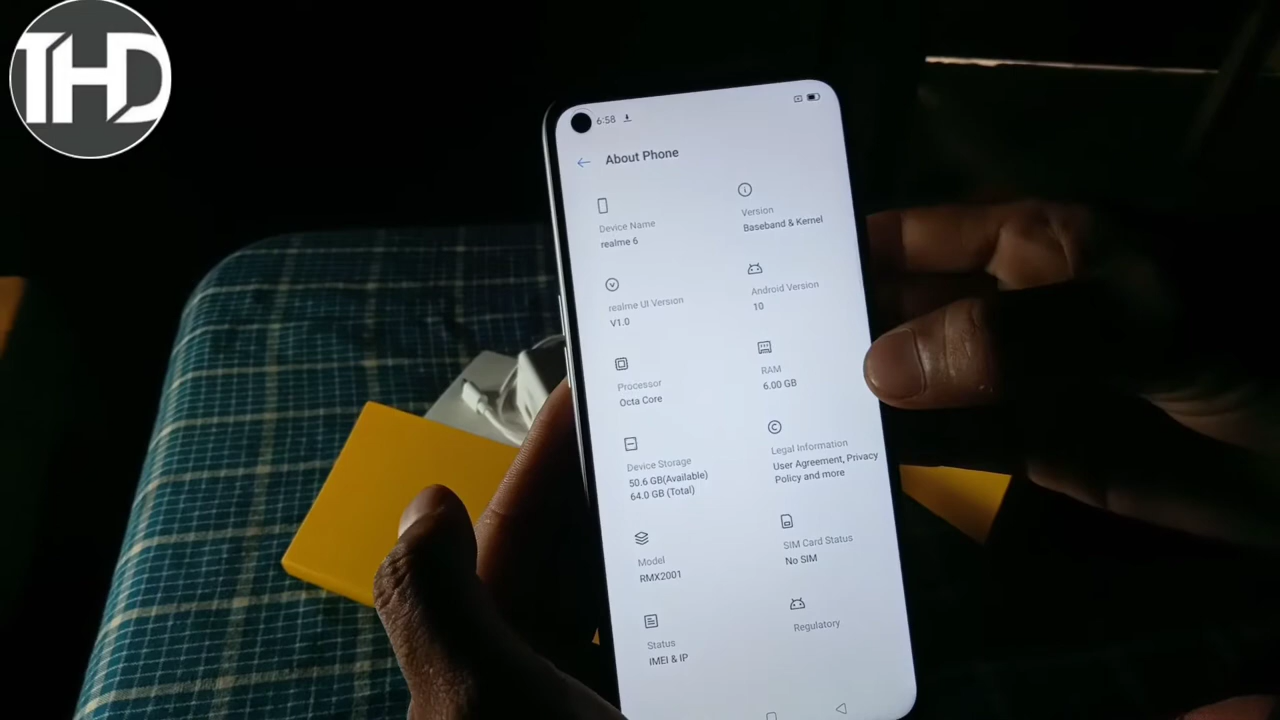 THD
6:58
About Phone
Device Name
realme 6
Version
Baseband & Kernel
realme UI Version
V1.0
Android Version
10
Processor
Octa Core
RAM
6.00 GB
Device Storage
50.6 GB(Available)
64.0 GB (Total)
Legal Information
User Agreement, Privacy
Policy and more
Model
RMX2001
SIM Card Status
No SIM
Status
IMEI & IP
Regulatory